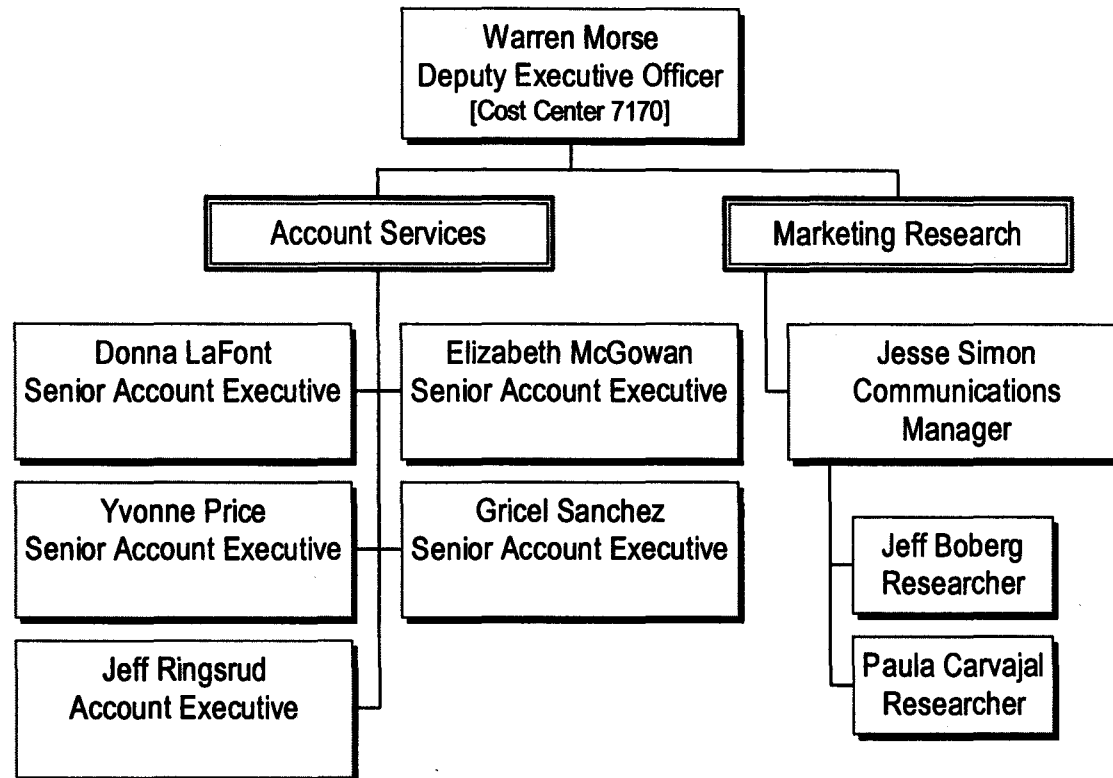 Warren Morse
Deputy Executive Officer
[Cost Center 7170]
Account Services
Marketing Research
Donna LaFont
Senior Account Executive
Elizabeth McGowan
Senior Account Executive
Jesse Simon
Communications
Manager
Yvonne Price
Senior Account Executive
Gricel Sanchez
Senior Account Executive
Jeff Boberg
Researcher
Jeff Ringsrud
Account Executive
Paula Carvajal
Researcher